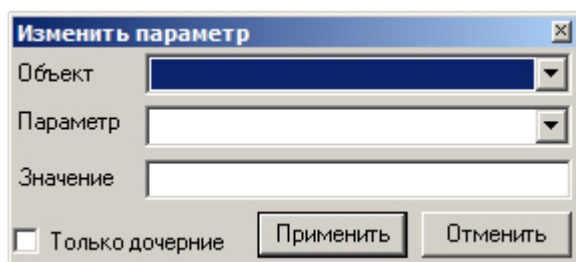 Изменить параметр
Объект
Параметр
Значение
Только дочерние Применить Отменить